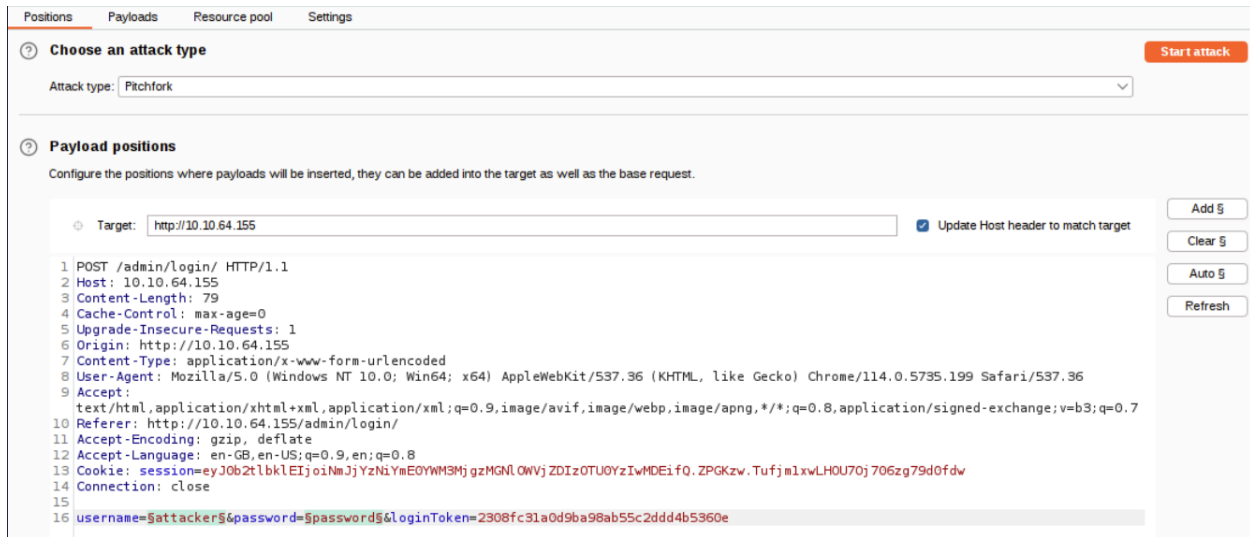 Positions Payloads Resource pool Settings
? Choose an attack type
Start attack
Attack type: Pitchfork
? Payload positions
Configure the positions where payloads will be inserted, they can be added into the target as well as the base request.
Target: http://10.10.64.155 Update Host header to match target
Add §
Clear §
Auto §
Refresh
1 POST /admin/login/ HTTP/1.1
2 Host: 10.10.64.155
3 Content-Length: 79
4 Cache-Control: max-age=0
5 Upgrade-Insecure-Requests: 1
6 Origin: http://10.10.64.155
7 Content-Type: application/x-www-form-urlencoded
8 User-Agent: Mozilla/5.0 (Windows NT 10.0; Win64; x64) AppleWebKit/537.36 (KHTML, like Gecko) Chrome/114.0.5735.199 Safari/537.36
9 Accept:
text/html,application/xhtml+xml,application/xml;q=0.9,image/avif,image/webp,image/apng,*/*;q=0.8,application/signed-exchange;v=b3;q=0.7
10 Referer: http://10.10.64.155/admin/login/
11 Accept-Encoding: gzip, deflate
12 Accept-Language: en-GB,en-US;q=0.9,en;q=0.8
13 Cookie: session=eyJ0b2tlbklEIjoiNmJjYzNiYmE0YWM3MjgzMGNlOWVjZDIzOTU0YzIwMDEifQ.ZPGKzw.Tufjm1xwLH0U7Oj706zg79d0fdw
14 Connection: close
15
16 username=§attacker§&password=§password§&loginToken=2308fc31a0d9ba98ab55c2ddd4b5360e